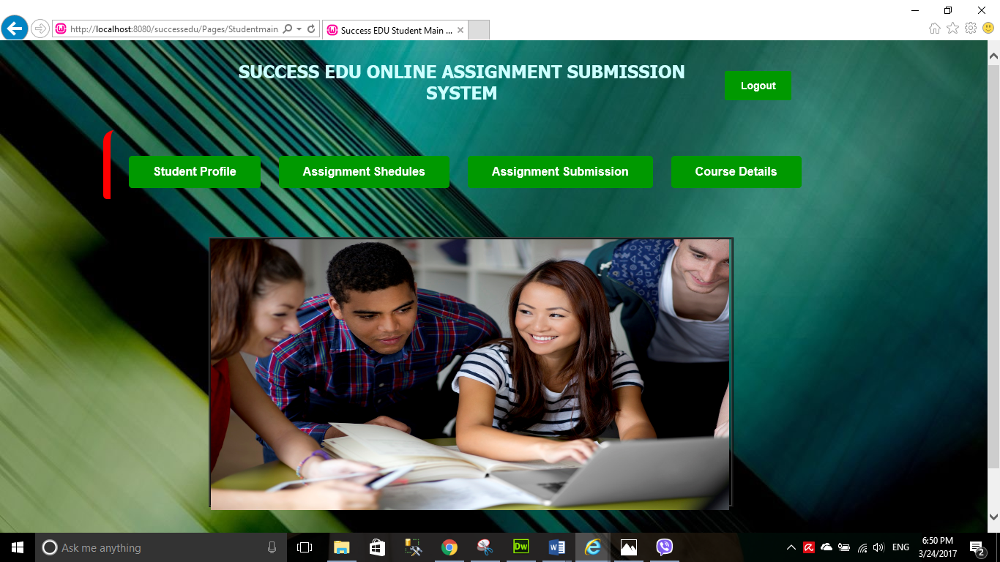 http://localhost:8080/successedu/Pages/Studentmain
Success EDU Student Main ...
SUCCESS EDU ONLINE ASSIGNMENT SUBMISSION
SYSTEM
Logout
Student Profile
Assignment Shedules
Assignment Submission
Course Details
Ask me anything
Dw
ENG
6:50 PM
3/24/2017
2